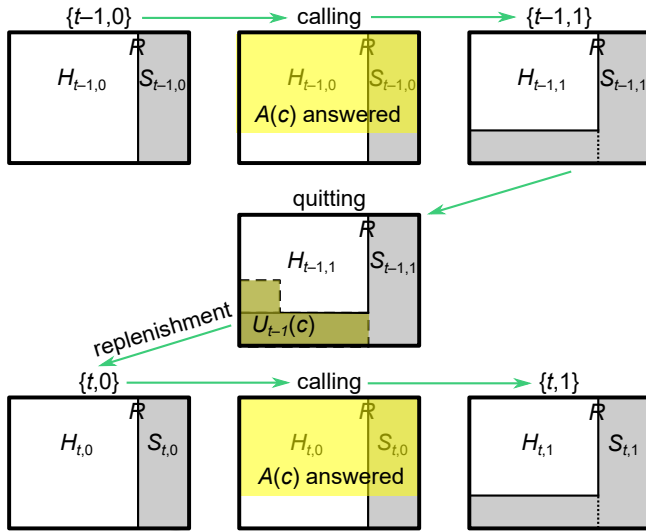 {t–1,0} calling {t–1,1}
R R R
H_{t–1,0} S_{t–1,0} H_{t–1,0} S_{t–1,0} H_{t–1,1} S_{t–1,1}
A(c) answered
quitting
R
H_{t–1,1} S_{t–1,1}
U_{t–1}(c)
replenishment
{t,0} calling {t,1}
R R R
H_{t,0} S_{t,0} H_{t,0} S_{t,0} H_{t,1} S_{t,1}
A(c) answered